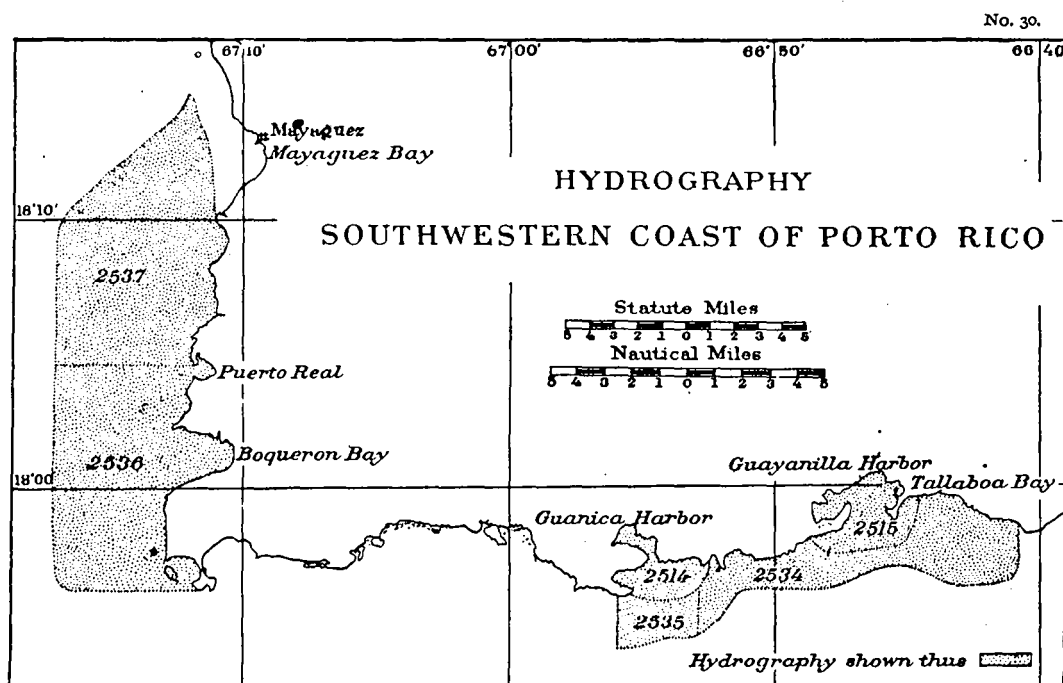 No. 30.
67°10' 67°00' 66°50' 66°40'
Mayaguez
Mayaguez Bay
HYDROGRAPHY
18°10'
SOUTHWESTERN COAST OF PORTO RICO
2537
Statute Miles
5 4 3 2 1 0 1 2 3 4 5
Nautical Miles
5 4 3 2 1 0 1 2 3 4 5
Puerto Real
2536
Boqueron Bay
Guayanilla Harbor
18°00'
Tallaboa Bay
Guanica Harbor
2515
2514
2534
2535
Hydrography shown thus